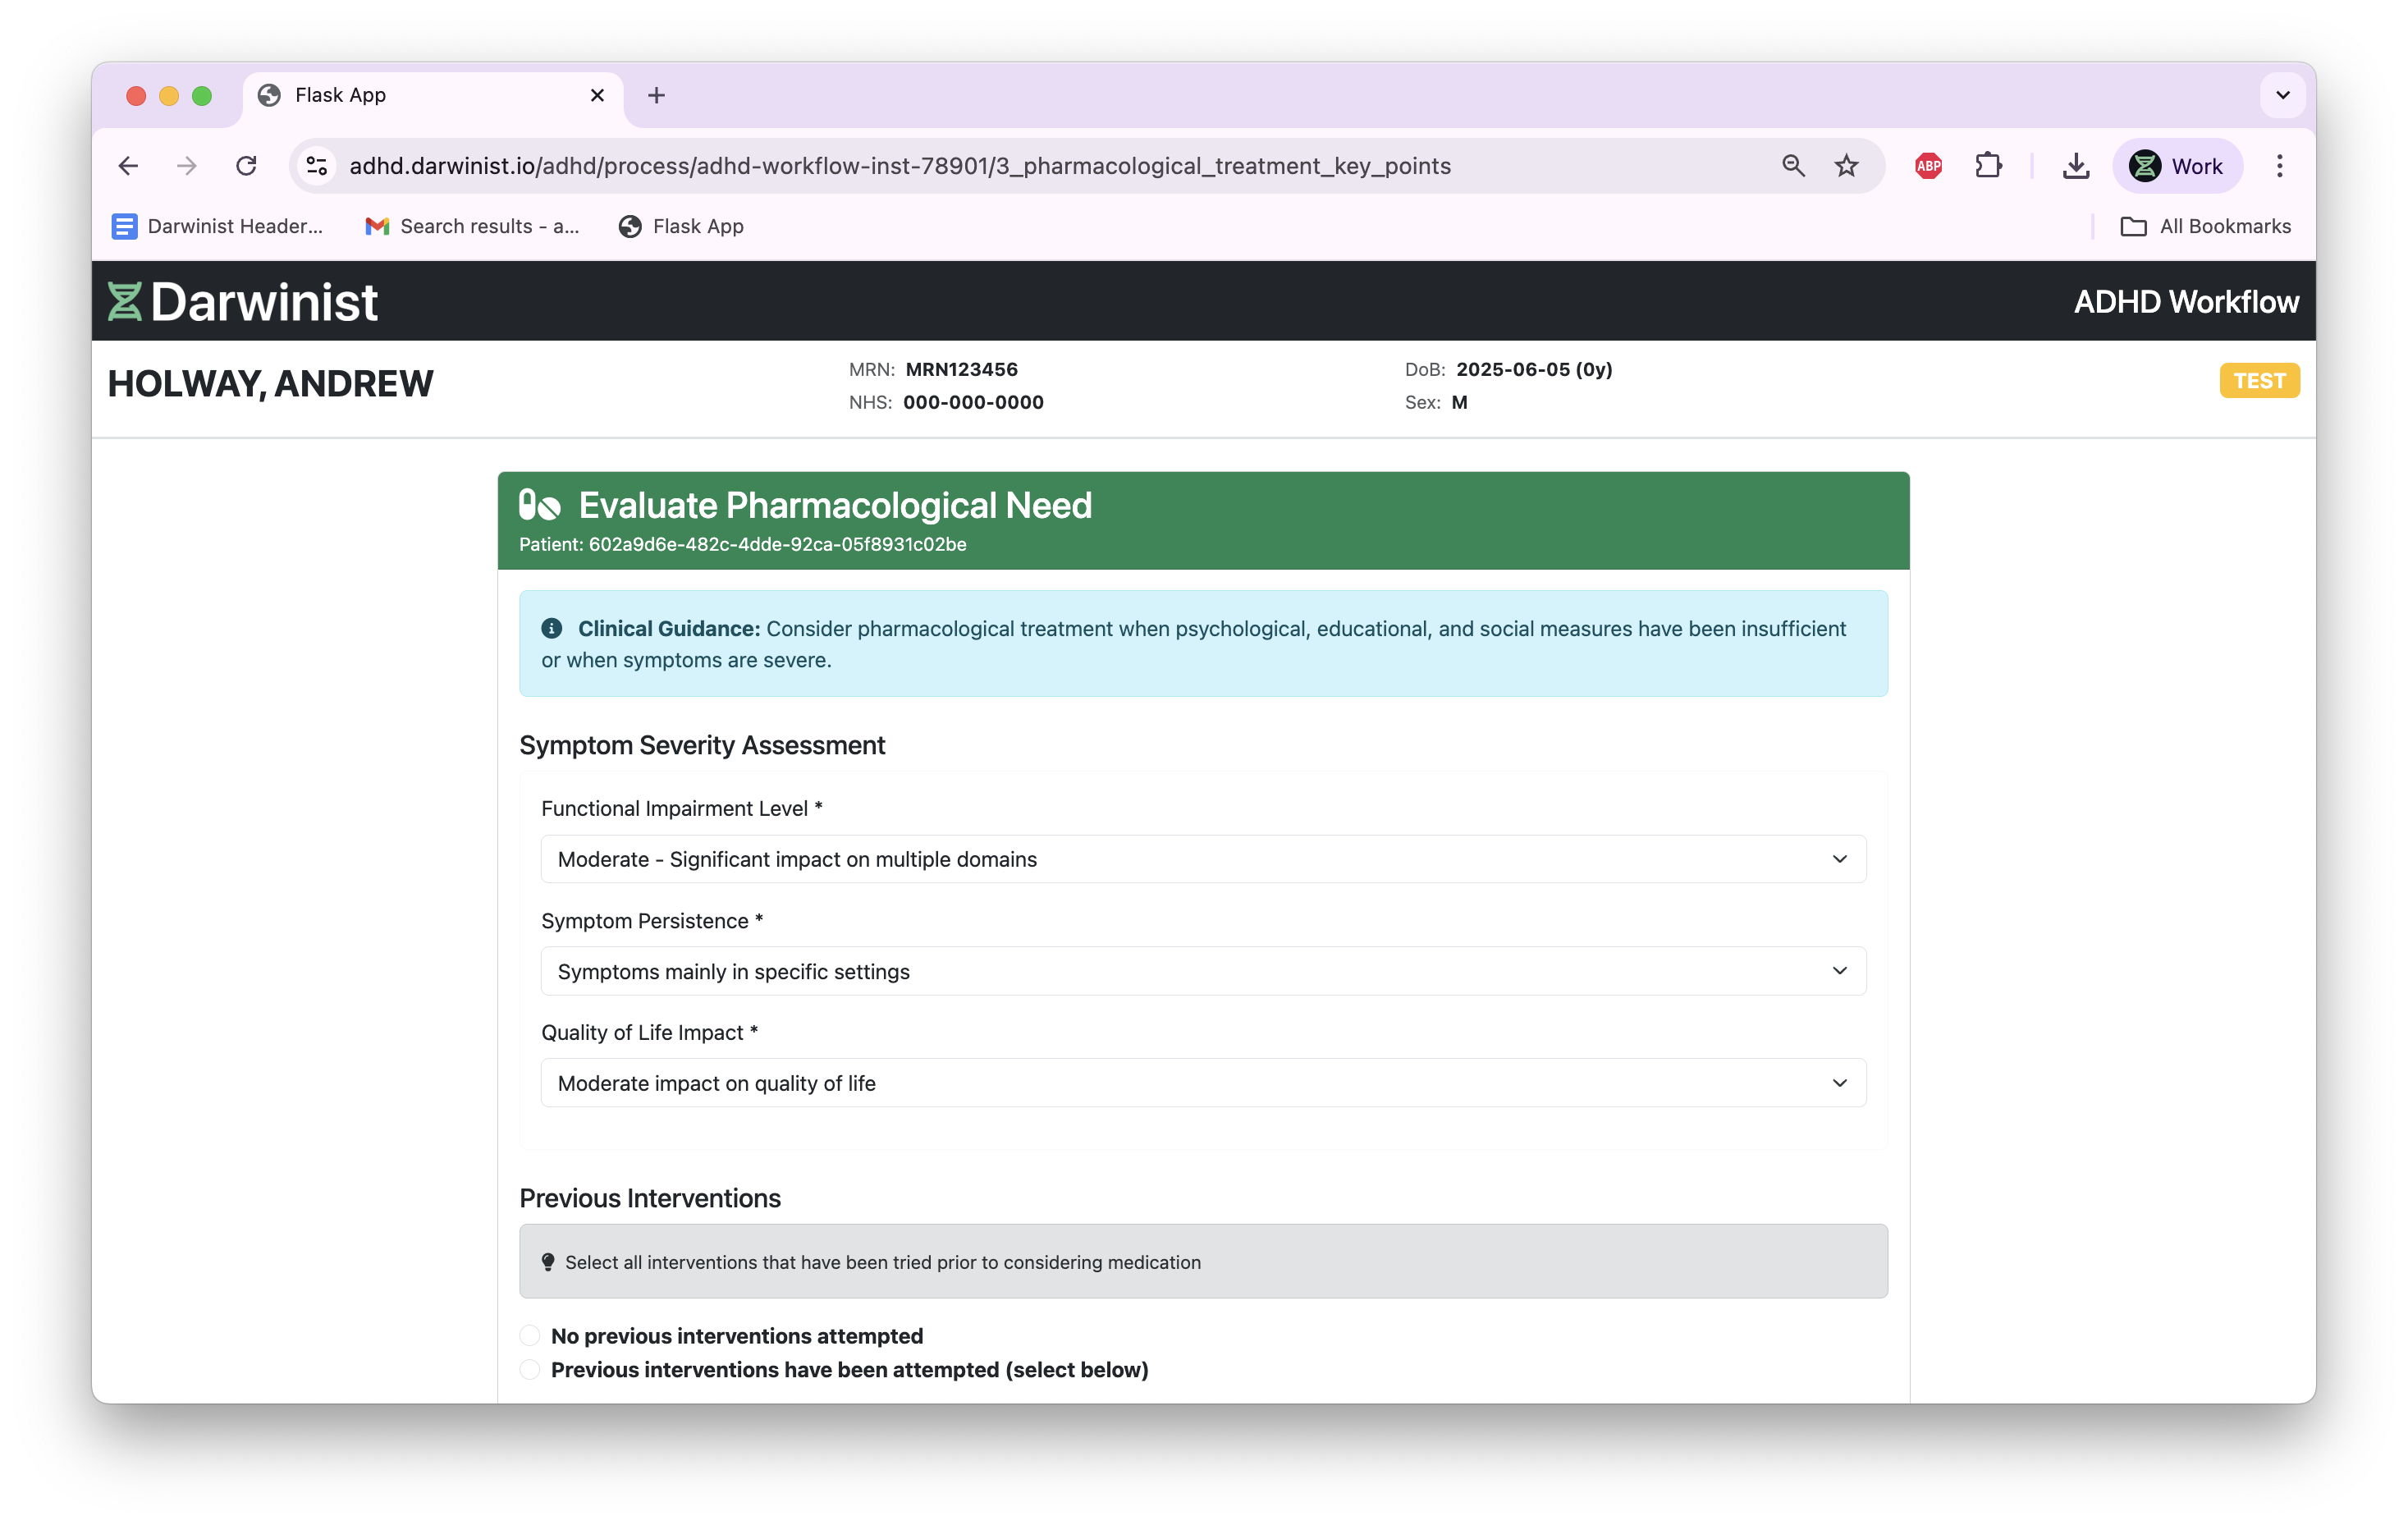 Flask App
adhd.darwinist.io/adhd/process/adhd-workflow-inst-78901/3_pharmacological_treatment_key_points
ABP
Work
Darwinist Header...
Search results - a...
Flask App
All Bookmarks
Darwinist
ADHD Workflow
HOLWAY, ANDREW
MRN: MRN123456
NHS: 000-000-0000
DoB: 2025-06-05 (0y)
Sex: M
TEST
Evaluate Pharmacological Need
Patient: 602a9d6e-482c-4dde-92ca-05f8931c02be
Clinical Guidance: Consider pharmacological treatment when psychological, educational, and social measures have been insufficient
or when symptoms are severe.
Symptom Severity Assessment
Functional Impairment Level *
Moderate - Significant impact on multiple domains
Symptom Persistence *
Symptoms mainly in specific settings
Quality of Life Impact *
Moderate impact on quality of life
Previous Interventions
Select all interventions that have been tried prior to considering medication
No previous interventions attempted
Previous interventions have been attempted (select below)